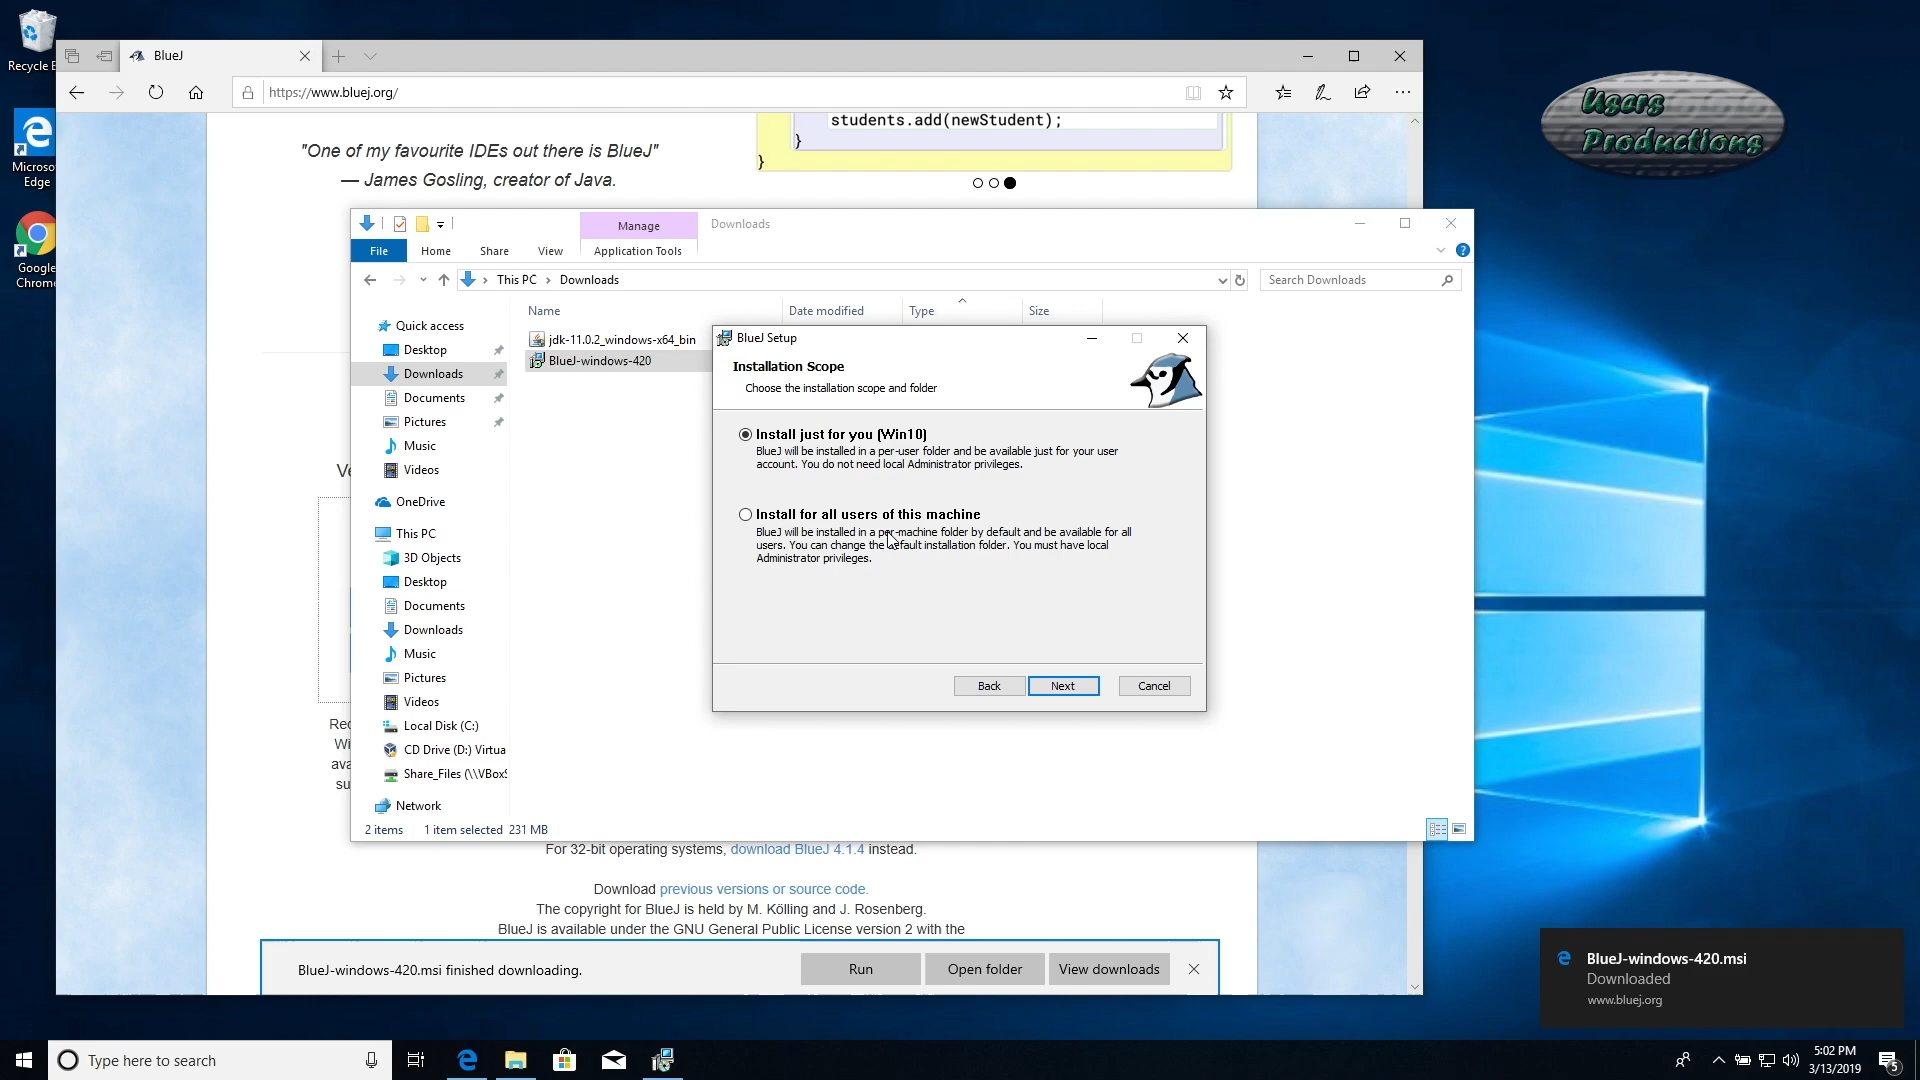 Recycle
Microso
Edge
Google
Chrome
BlueJ
https://www.bluej.org/
students.add(newStudent);
}
}
"One of my favourite IDEs out there is BlueJ"
— James Gosling, creator of Java.
Users
Productions
Manage
Downloads
File
Home
Share
View
Application Tools
This PC
Downloads
Search Downloads
Name
Date modified
Type
Size
Quick access
Desktop
Downloads
Documents
Pictures
Music
Videos
OneDrive
This PC
3D Objects
Desktop
Documents
Downloads
Music
Pictures
Videos
Local Disk (C:)
CD Drive (D:) Virtua
Share_Files (\\VBoxS
Network
jdk-11.0.2_windows-x64_bin
BlueJ-windows-420
2 items
1 item selected 231 MB
BlueJ Setup
Installation Scope
Choose the installation scope and folder
Install just for you (Win10)
BlueJ will be installed in a per-user folder and be available just for your user
account. You do not need local Administrator privileges.
Install for all users of this machine
BlueJ will be installed in a per-machine folder by default and be available for all
users. You can change the default installation folder. You must have local
Administrator privileges.
Back
Next
Cancel
Ve
Rec
Wi
ava
su
For 32-bit operating systems, download BlueJ 4.1.4 instead.
Download previous versions or source code.
The copyright for BlueJ is held by M. Kölling and J. Rosenberg.
BlueJ is available under the GNU General Public License version 2 with the
BlueJ-windows-420.msi finished downloading.
Run
Open folder
View downloads
BlueJ-windows-420.msi
Downloaded
www.bluej.org
Type here to search
5:02 PM
3/13/2019
5